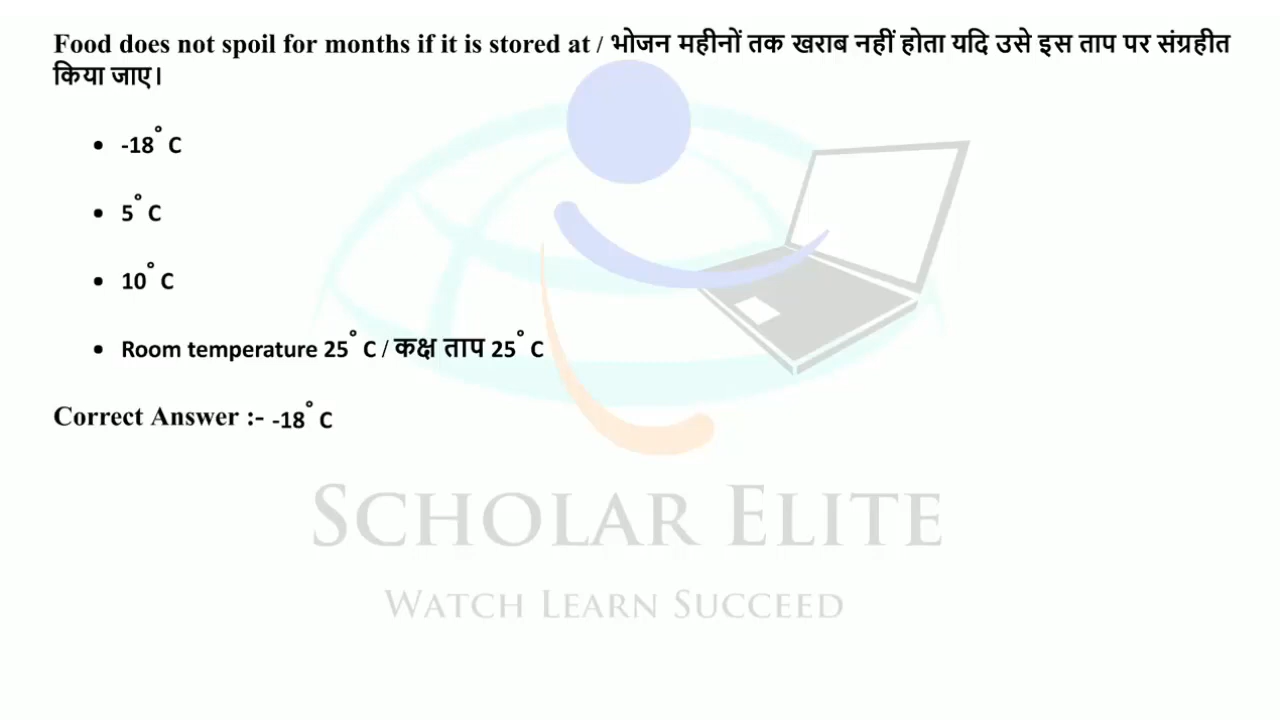 Food does not spoil for months if it is stored at / भोजन महीनों तक खराब नहीं होता यदि उसे इस ताप पर संग्रहीत
किया जाए।
• -18° C
• 5° C
• 10° C
• Room temperature 25° C / कक्ष ताप 25° C
Correct Answer :- -18° C
SCHOLAR ELITE
WATCH LEARN SUCCEED